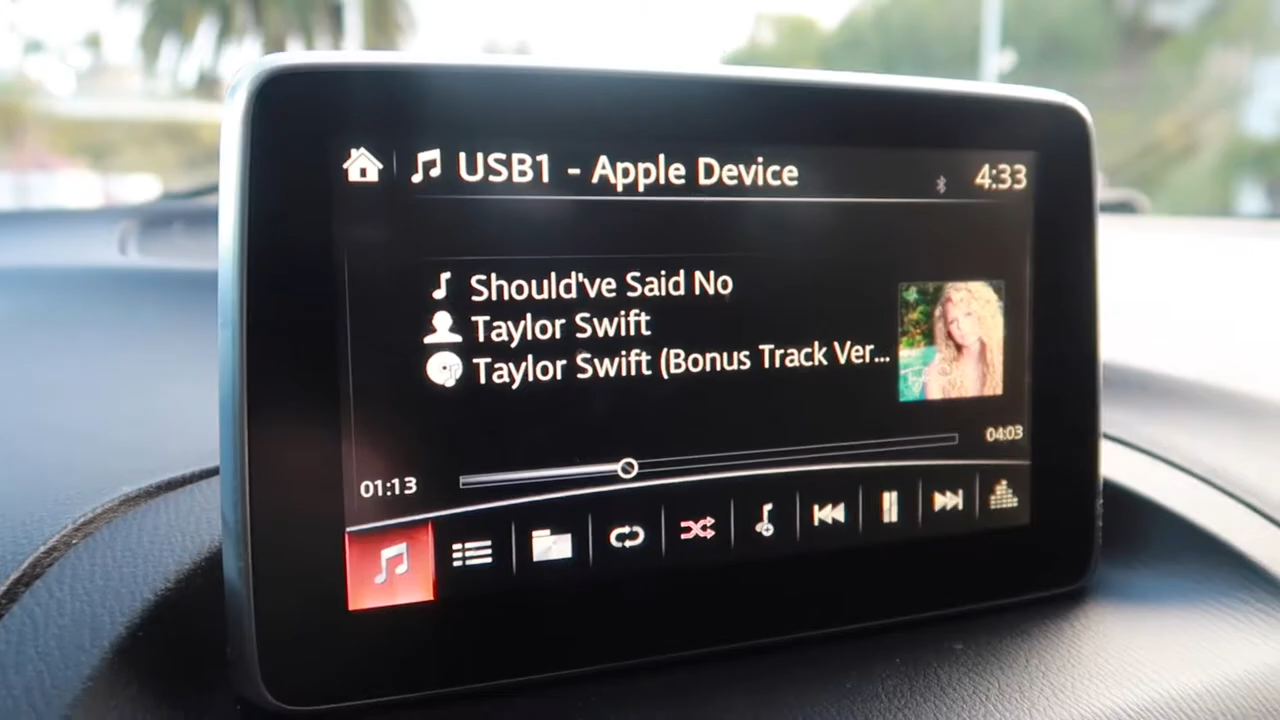 USB1 - Apple Device
4:33
Should've Said No
Taylor Swift
Taylor Swift (Bonus Track Ver...
01:13
04:03